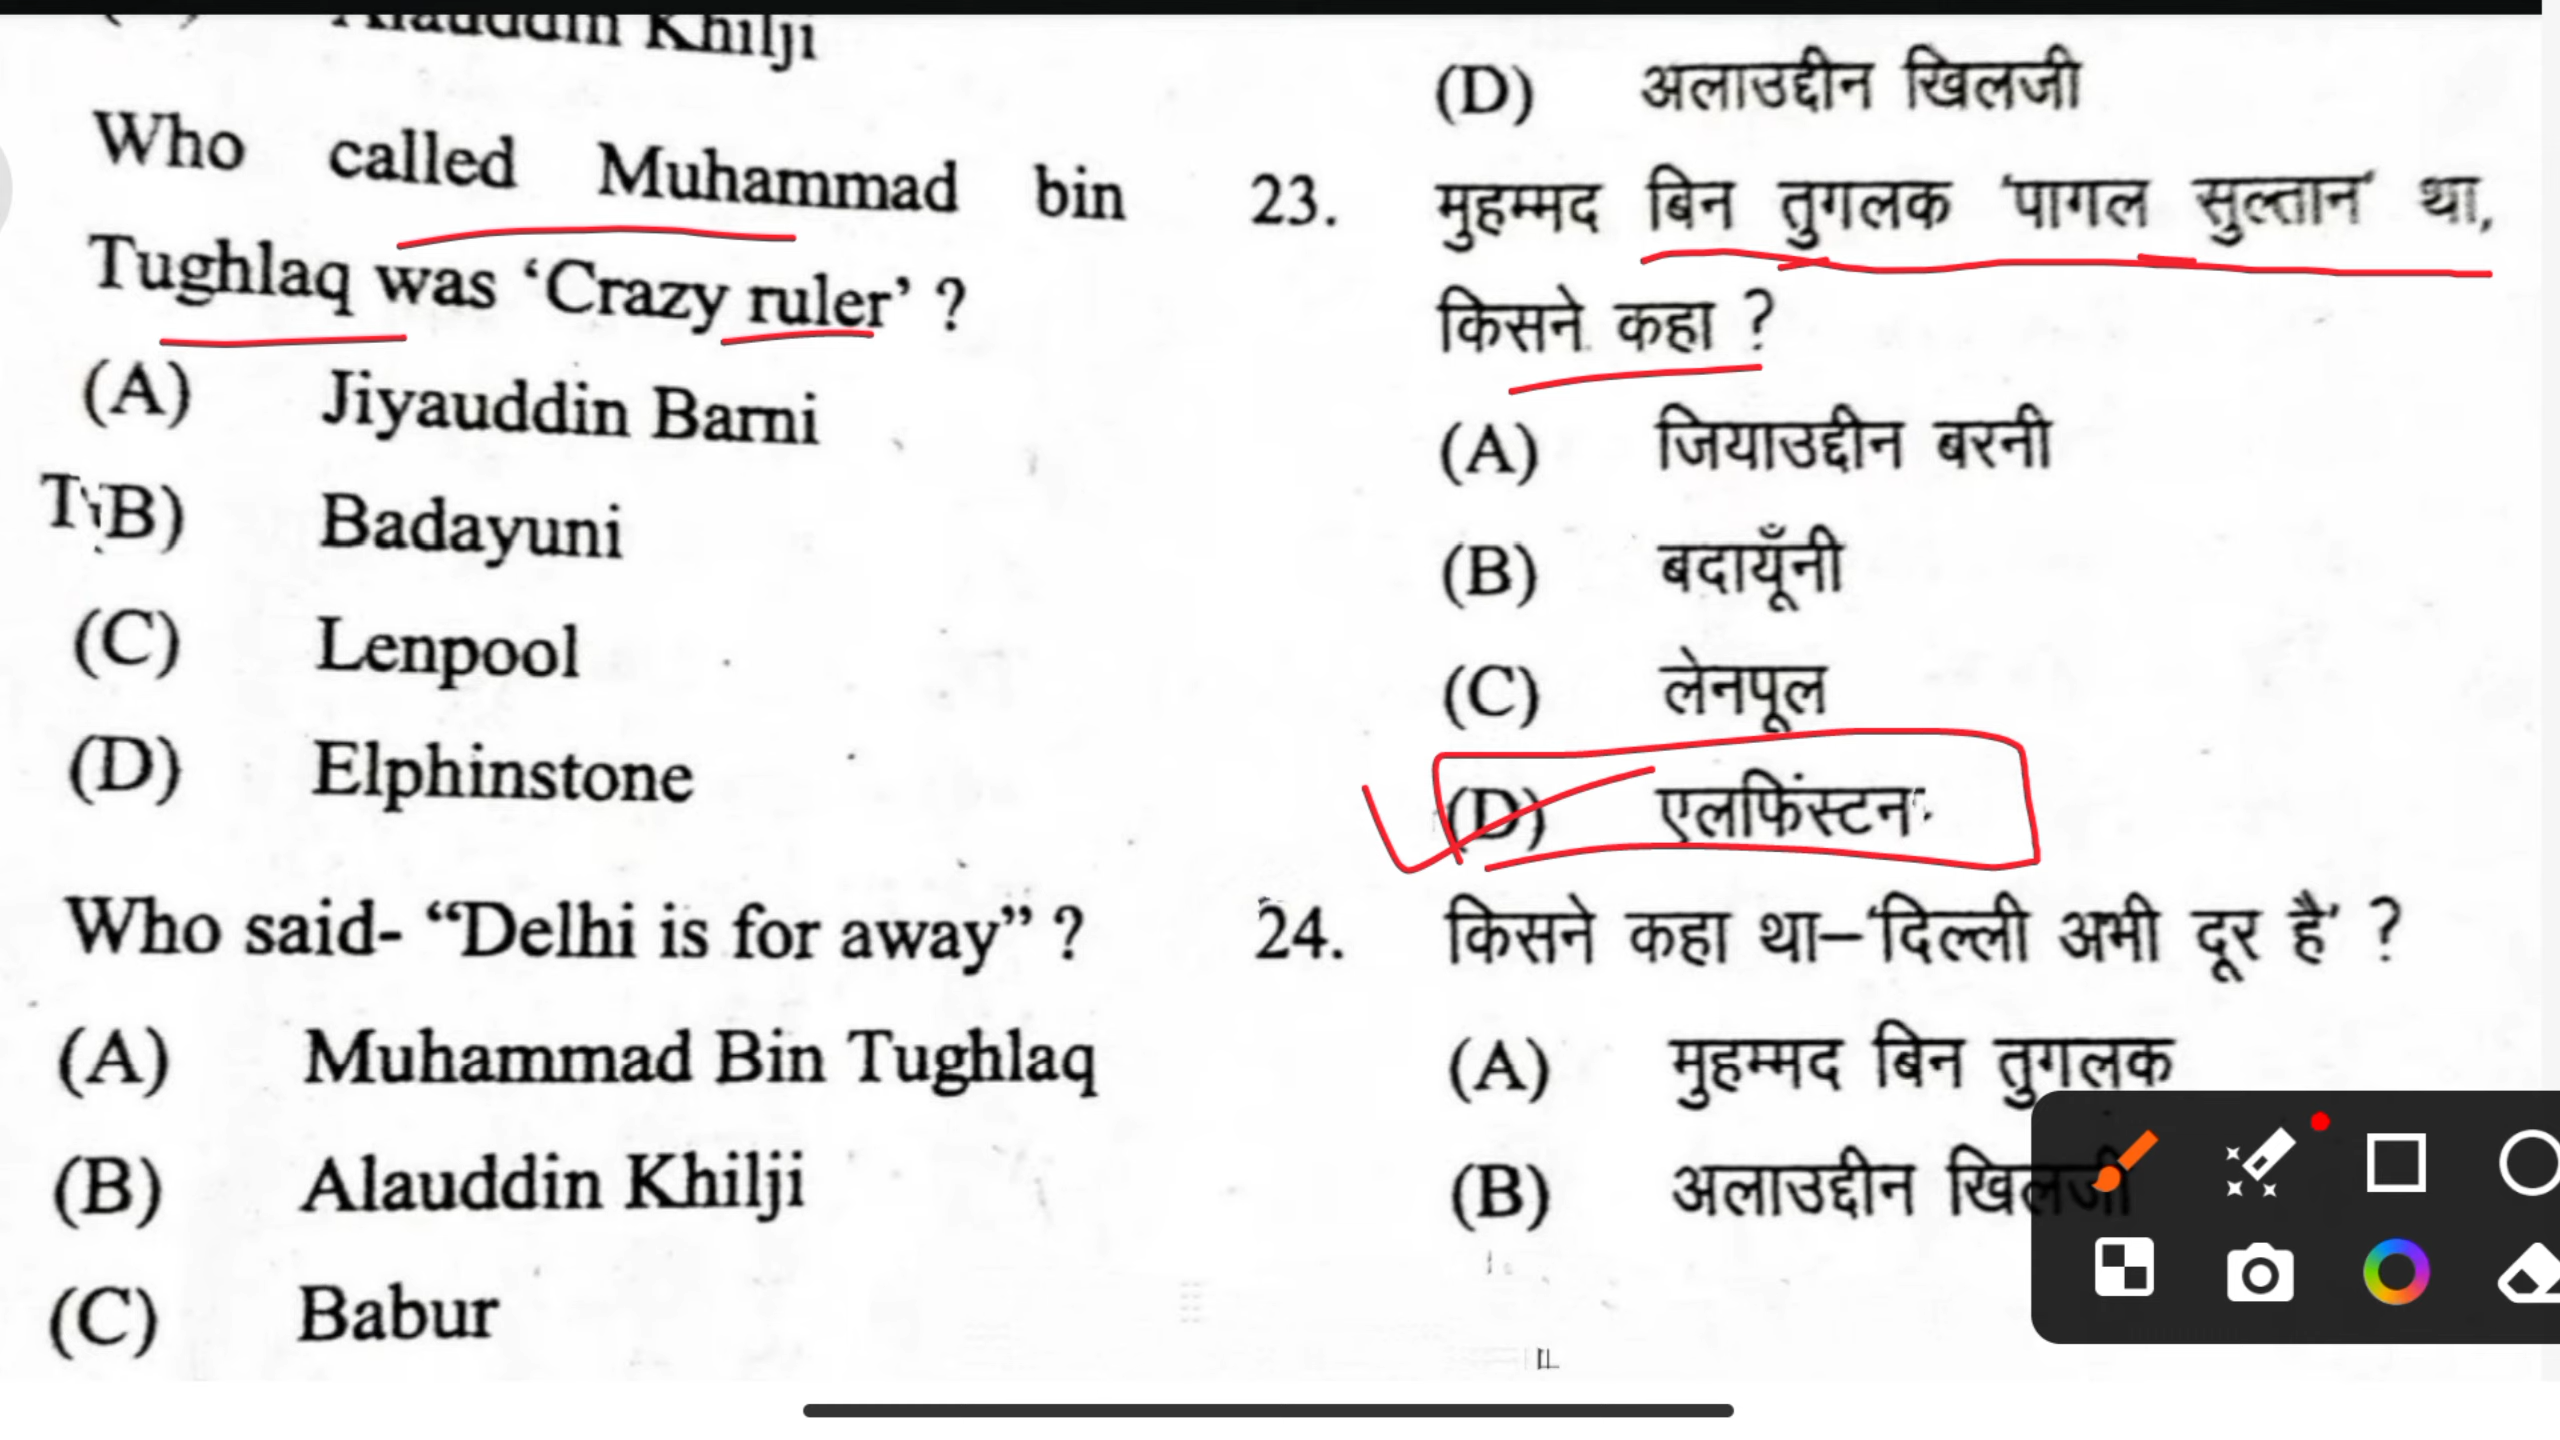 Alauddin Khilji
Who called Muhammad bin
Tughlaq was ‘Crazy ruler’ ?
(A) Jiyauddin Barni
(B) Badayuni
(C) Lenpool
(D) Elphinstone
Who said- “Delhi is for away” ?
(A) Muhammad Bin Tughlaq
(B) Alauddin Khilji
(C) Babur
(D) अलाउद्दीन खिलजी
23. मुहम्मद बिन तुगलक ‘पागल सुल्तान’ था,
किसने कहा ?
(A) जियाउद्दीन बरनी
(B) बदायूँनी
(C) लेनपूल
(D) एलफिंस्टन
24. किसने कहा था–‘दिल्ली अभी दूर है’ ?
(A) मुहम्मद बिन तुगलक
(B) अलाउद्दीन खिलजी